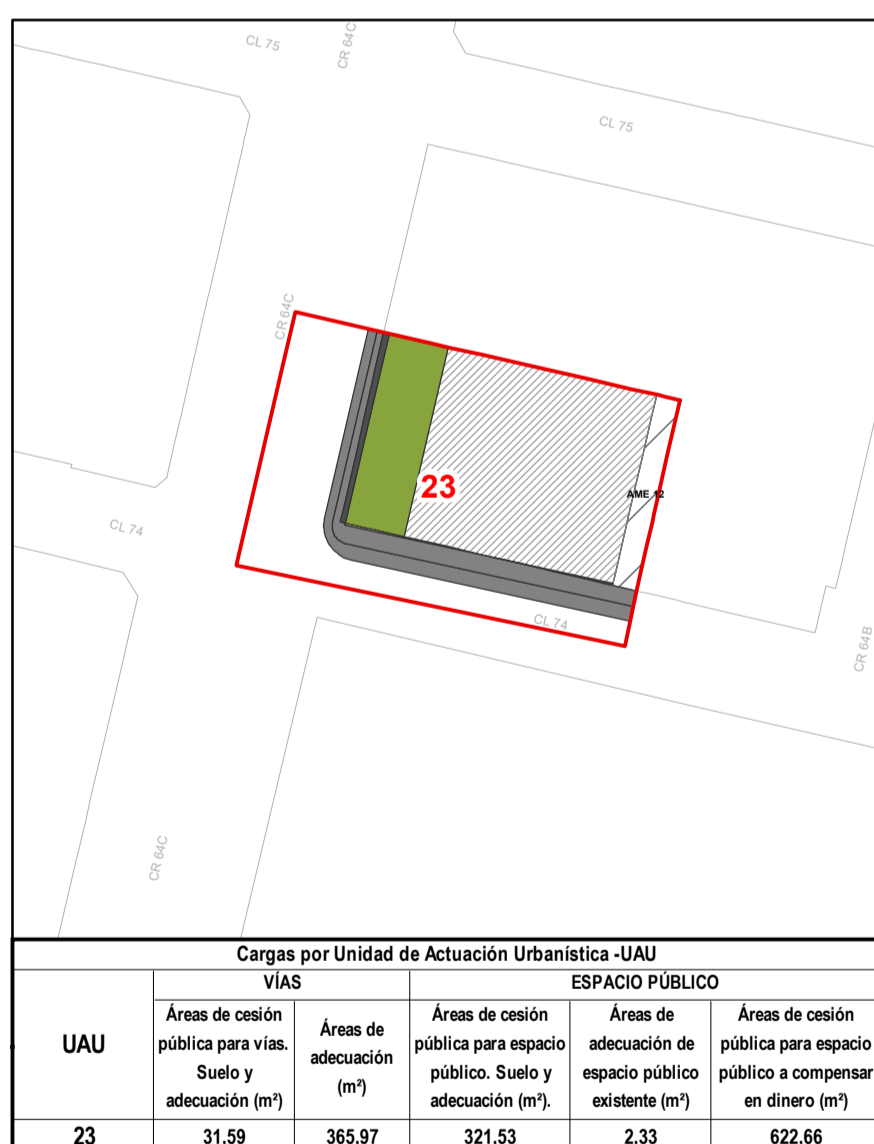 CL 75
CR 64C
CL 75
CR 64C
23
AME 12
CL 74
CL 74
CR 64B
CR 64C
Cargas por Unidad de Actuación Urbanística -UAU
UAU
VÍAS
ESPACIO PÚBLICO
Áreas de cesión
pública para vías.
Suelo y
adecuación (m²)
Áreas de
adecuación
(m²)
Áreas de cesión
pública para espacio
público. Suelo y
adecuación (m²).
Áreas de
adecuación de
espacio público
existente (m²)
Áreas de cesión
pública para espacio
público a compensar
en dinero (m²)
23 31.59 365.97 321.53 2.33 622.66